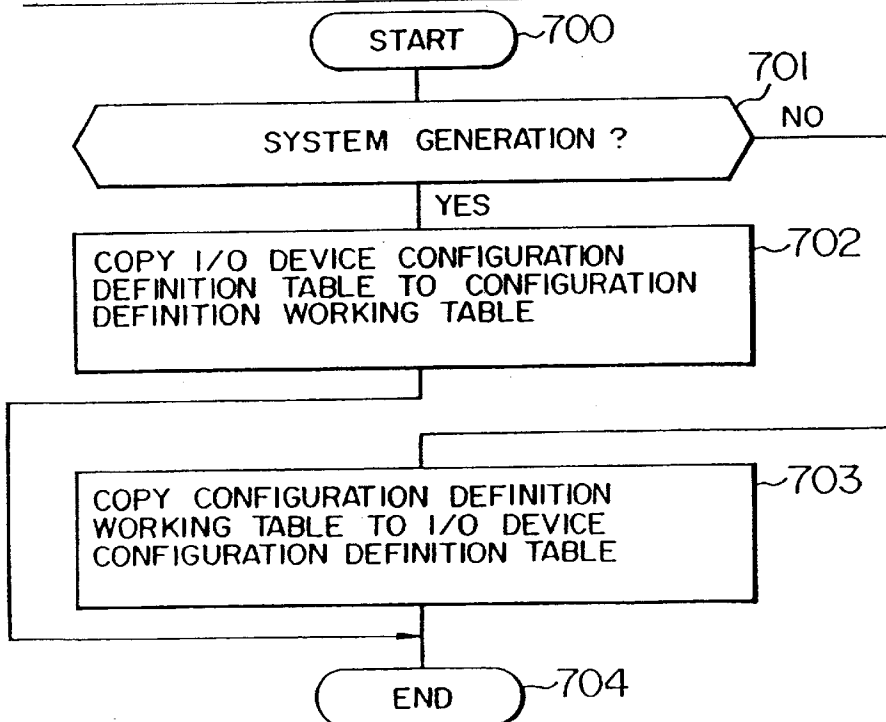 START
700
701
SYSTEM GENERATION ?
NO
YES
702
COPY I/O DEVICE CONFIGURATION
DEFINITION TABLE TO CONFIGURATION
DEFINITION WORKING TABLE
703
COPY CONFIGURATION DEFINITION
WORKING TABLE TO I/O DEVICE
CONFIGURATION DEFINITION TABLE
END
704